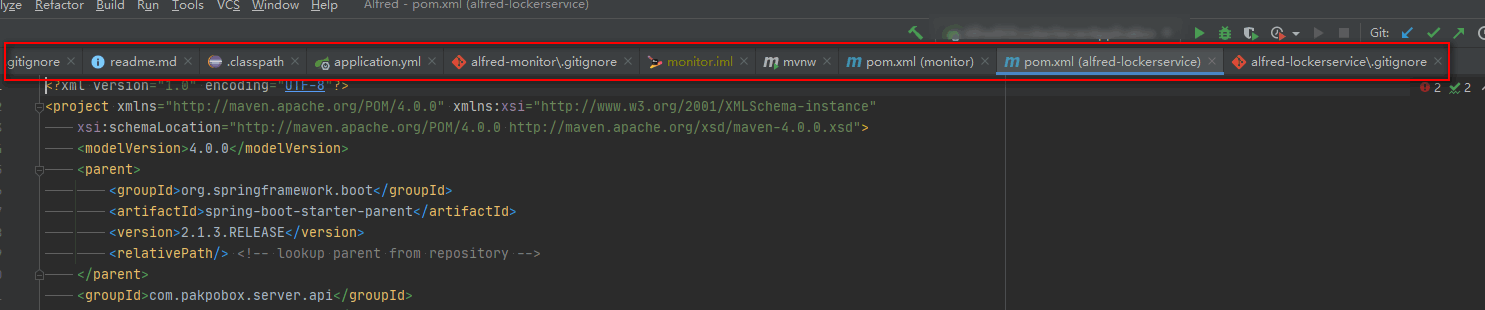 lyze Refactor Build Run Tools VCS Window Help Alfred - pom.xml (alfred-lockerservice)
Git:
gitignore readme.md .classpath application.yml alfred-monitor\.gitignore monitor.iml mvnw pom.xml (monitor) pom.xml (alfred-lockerservice) alfred-lockerservice\.gitignore
<?xml version="1.0" encoding="UTF-8"?> 2 2
<project xmlns="http://maven.apache.org/POM/4.0.0" xmlns:xsi="http://www.w3.org/2001/XMLSchema-instance"
xsi:schemaLocation="http://maven.apache.org/POM/4.0.0 http://maven.apache.org/xsd/maven-4.0.0.xsd">
<modelVersion>4.0.0</modelVersion>
<parent>
<groupId>org.springframework.boot</groupId>
<artifactId>spring-boot-starter-parent</artifactId>
<version>2.1.3.RELEASE</version>
<relativePath/> <!-- lookup parent from repository -->
</parent>
<groupId>com.pakpobox.server.api</groupId>